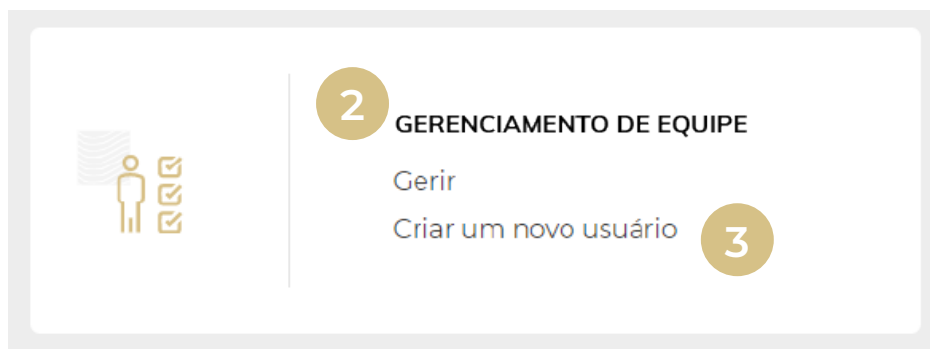 2
GERENCIAMENTO DE EQUIPE
Gerir
Criar um novo usuário
3